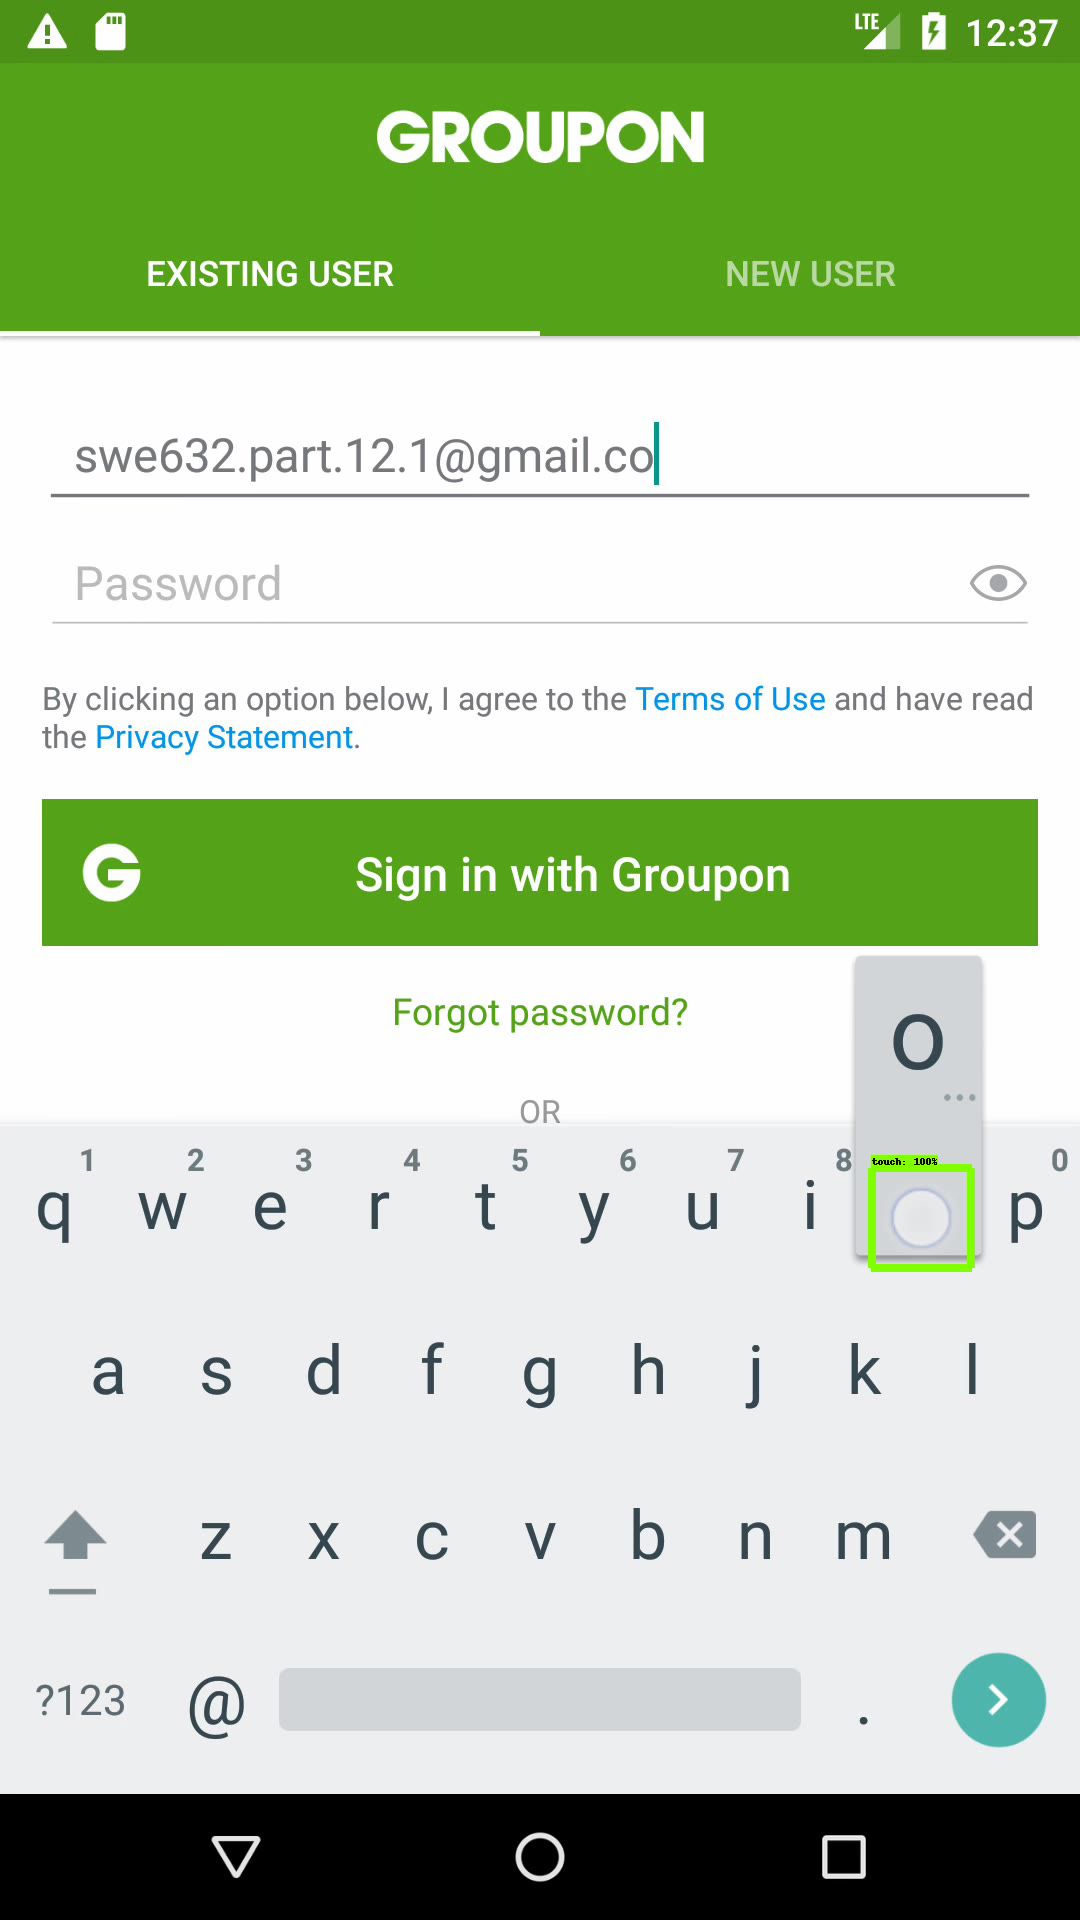 LTE 12:37
GROUPON
EXISTING USER NEW USER
swe632.part.12.1@gmail.co
Password
By clicking an option below, I agree to the Terms of Use and have read
the Privacy Statement.
G Sign in with Groupon
Forgot password?
OR
o
...
touch: 100%
1 2 3 4 5 6 7 8 0
q w e r t y u i p
a s d f g h j k l
z x c v b n m
?123 @ .